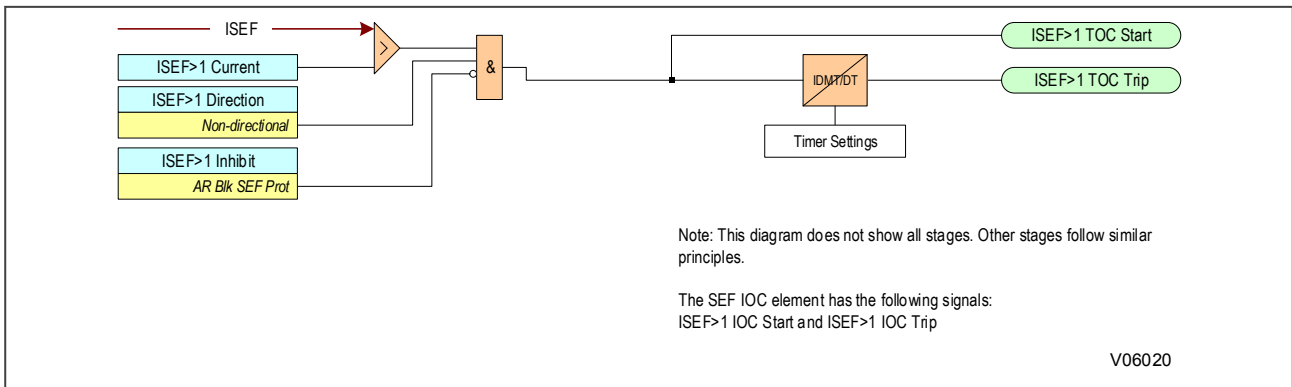 ISEF
ISEF>1 Current
>
ISEF>1 Direction
Non-directional
ISEF>1 Inhibit
AR Blk SEF Prot
&
IDMT/DT
Timer Settings
ISEF>1 TOC Start
ISEF>1 TOC Trip
Note: This diagram does not show all stages. Other stages follow similar
principles.
The SEF IOC element has the following signals:
ISEF>1 IOC Start and ISEF>1 IOC Trip
V06020